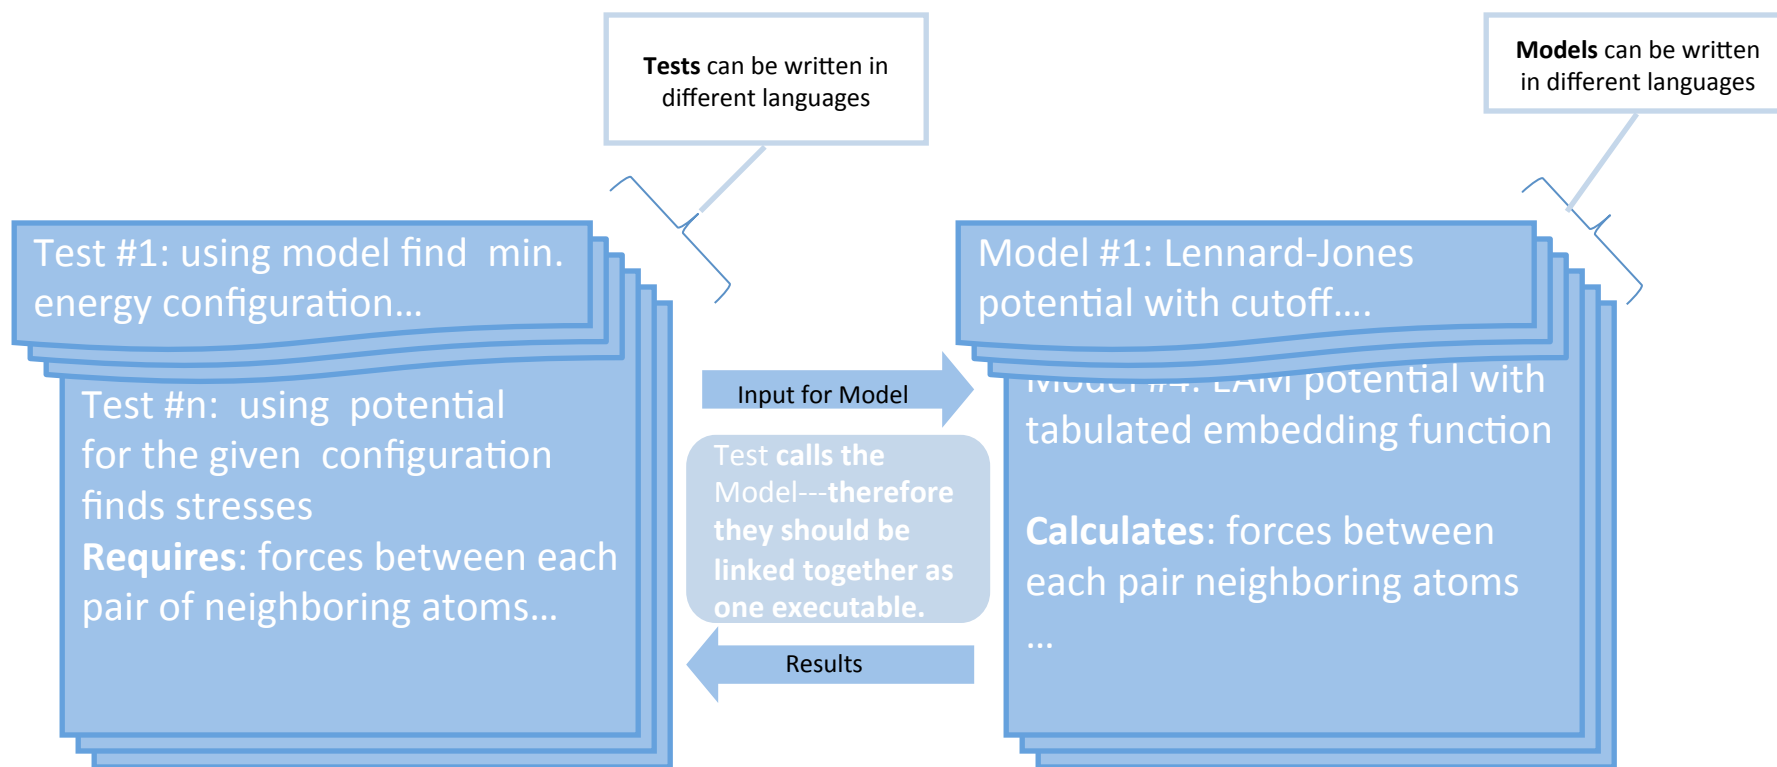 Tests can be written in
different languages
Models can be written
in different languages
Test #1: using model find  min.
energy configuration...
Test #n:  using  potential
for the given  configuration
finds stresses
Requires: forces between each
pair of neighboring atoms...
Input for Model
Test calls the
Model---therefore
they should be
linked together as
one executable.
Results
Model #1: Lennard-Jones
potential with cutoff....
Model #4: EAM potential with
tabulated embedding function
Calculates: forces between
each pair neighboring atoms
...